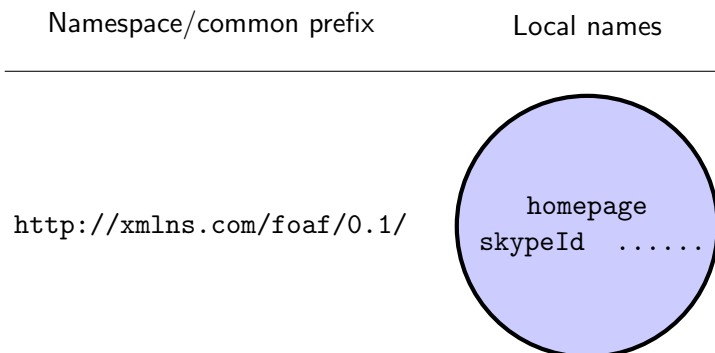 Namespace/common prefix Local names
http://xmlns.com/foaf/0.1/
homepage
skypeId ......